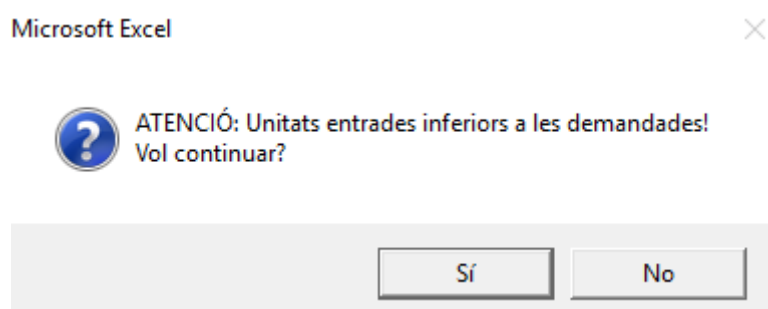 Microsoft Excel
ATENCIÓ: Unitats entrades inferiors a les demandades!
Vol continuar?
Sí
No